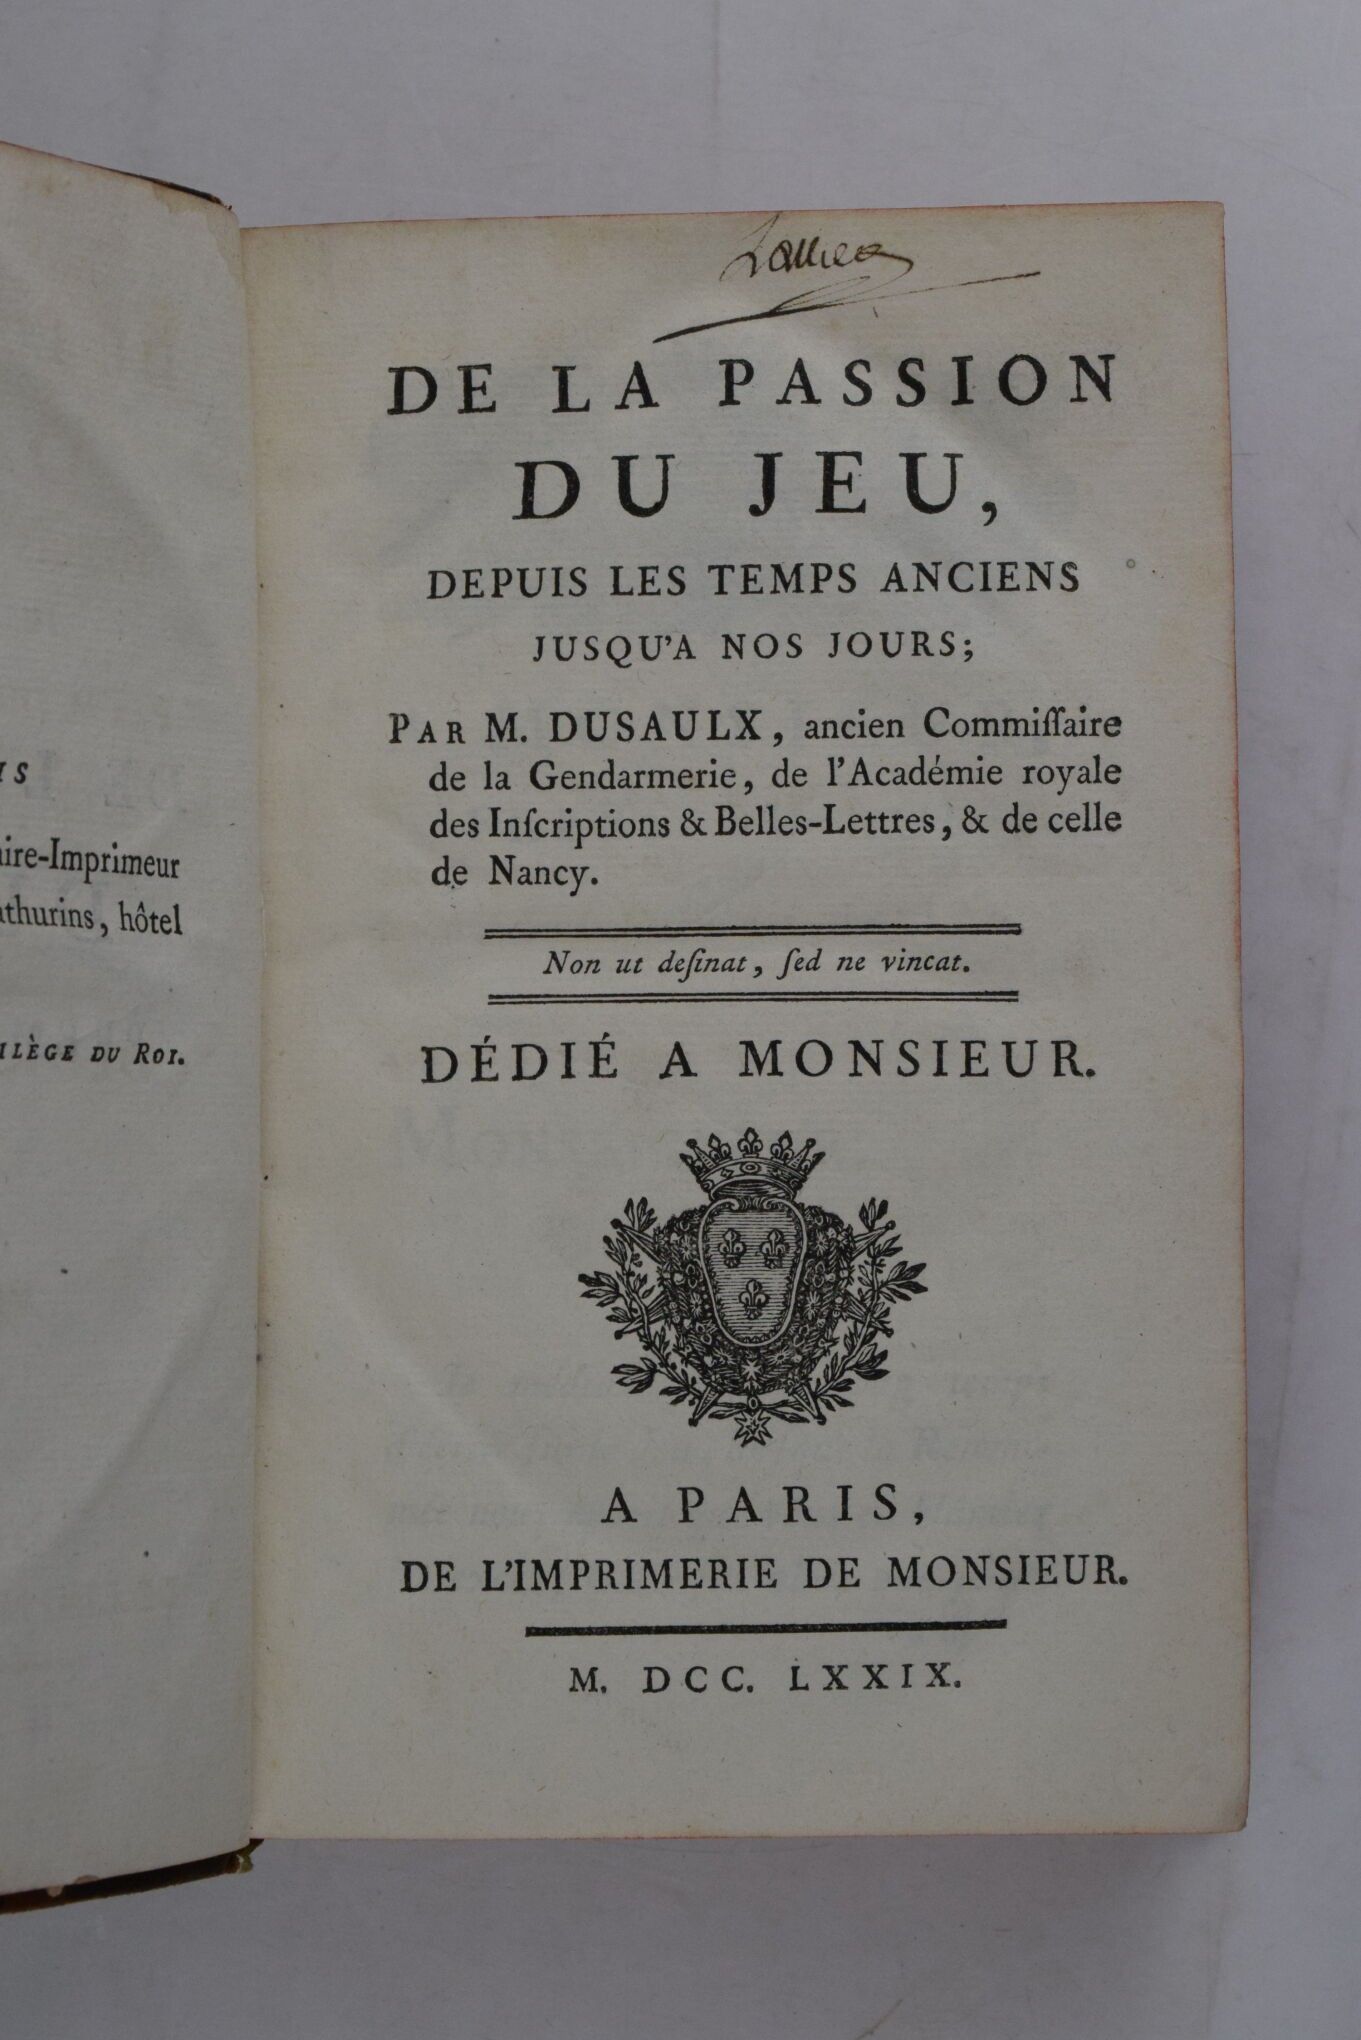 IS
aire-Imprimeur
athurins, hôtel
ILÈGE DU ROI.
DE LA PASSION
DU JEU,
DEPUIS LES TEMPS ANCIENS
JUSQU'A NOS JOURS;
PAR M. DUSAULX, ancien Commiſſaire
de la Gendarmerie, de l'Académie royale
des Inſcriptions & Belles-Lettres, & de celle
de Nancy.
Non ut deſinat, ſed ne vincat.
DÉDIÉ A MONSIEUR.
A PARIS,
DE L'IMPRIMERIE DE MONSIEUR.
M. DCC. LXXIX.